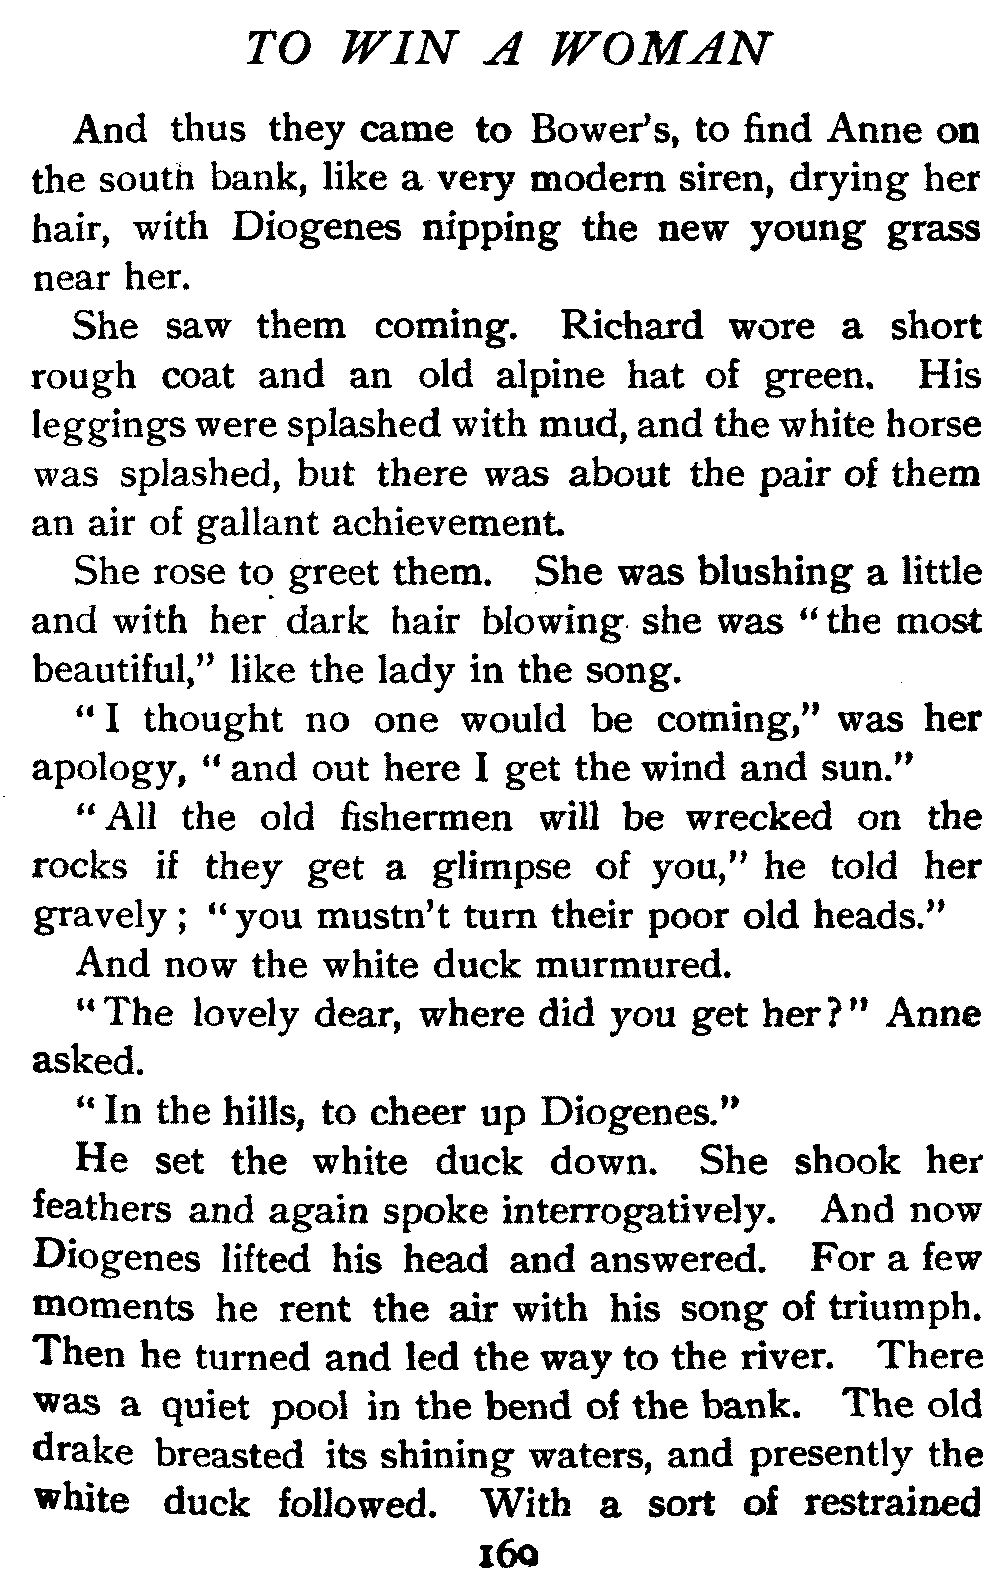 TO WIN A WOMAN
And thus they came to Bower's, to find Anne on
the south bank, like a very modern siren, drying her
hair, with Diogenes nipping the new young grass
near her.
She saw them coming. Richard wore a short
rough coat and an old alpine hat of green. His
leggings were splashed with mud, and the white horse
was splashed, but there was about the pair of them
an air of gallant achievement.
She rose to greet them. She was blushing a little
and with her dark hair blowing she was "the most
beautiful," like the lady in the song.
"I thought no one would be coming," was her
apology, "and out here I get the wind and sun."
"All the old fishermen will be wrecked on the
rocks if they get a glimpse of you," he told her
gravely; "you mustn't turn their poor old heads."
And now the white duck murmured.
"The lovely dear, where did you get her?" Anne
asked.
"In the hills, to cheer up Diogenes."
He set the white duck down. She shook her
feathers and again spoke interrogatively. And now
Diogenes lifted his head and answered. For a few
moments he rent the air with his song of triumph.
Then he turned and led the way to the river. There
was a quiet pool in the bend of the bank. The old
drake breasted its shining waters, and presently the
white duck followed. With a sort of restrained
160